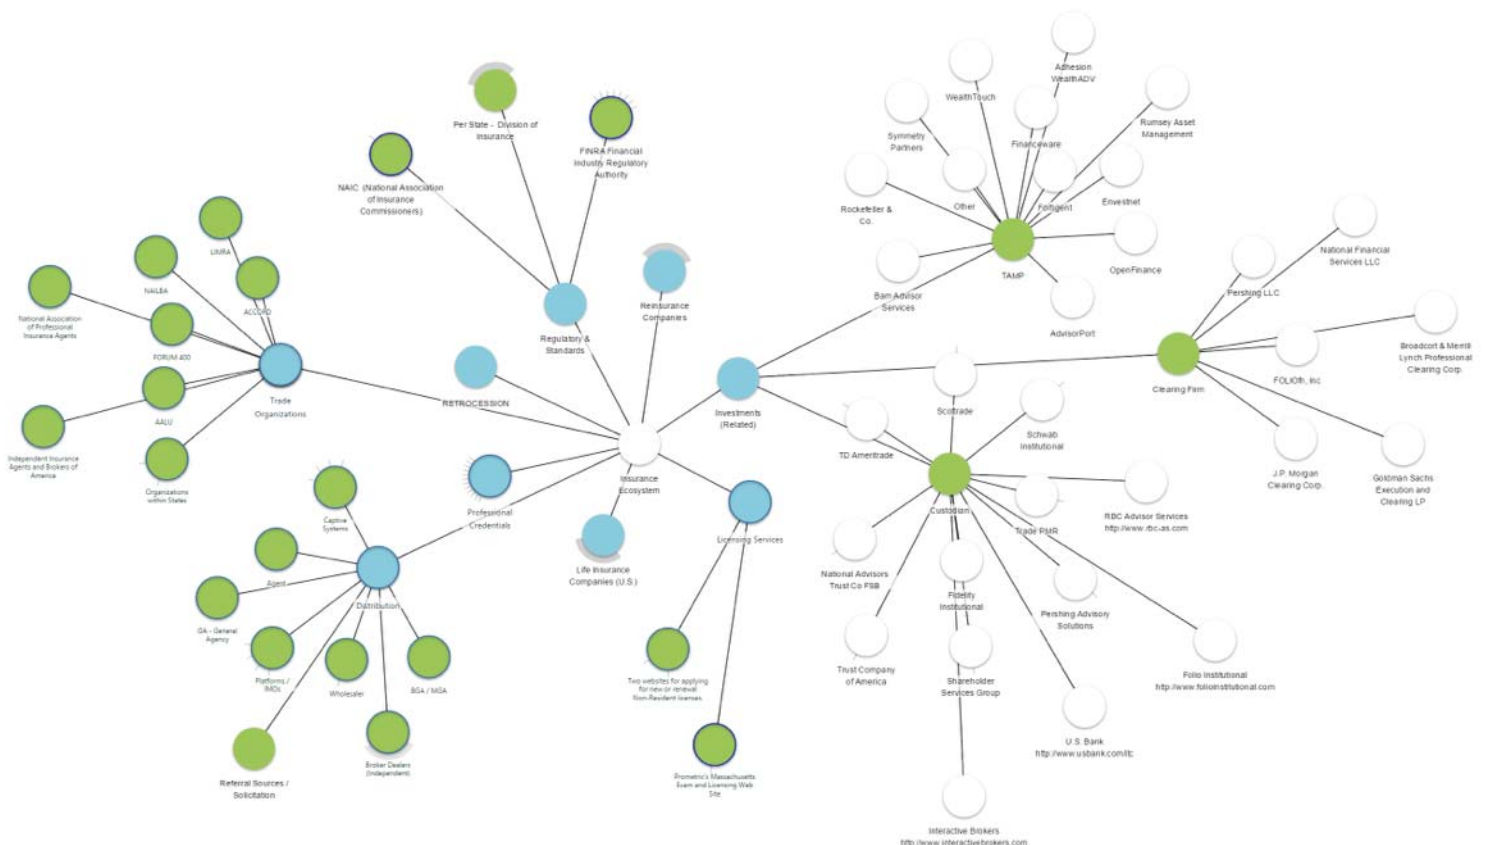 Adhesion
WealthADV
WealthTouch
Rumsey Asset
Management
Symmetry
Partners
Financeware
Per State - Division of
Insurance
FINRA Financial
Industry Regulatory
Authority
NAIC (National Association
of Insurance
Commissioners)
Rockefeller &
Co.
Other
Fortigent
Envestnet
LIMRA
National Financial
Services LLC
OpenFinance
TAMP
NAILBA
ACCORD
Bam Advisor
Services
Pershing LLC
Reinsurance
Companies
National Association
of Professional
Insurance Agents
AdvisorPort
Regulatory &
Standards
FORUM 400
Broadcort & Merrill
Lynch Professional
Clearing Corp.
FOLIOfn, Inc
Clearing Firm
Trade
Organizations
RETROCESSION
Investments
(Related)
Scottrade
AALU
Schwab
Institutional
TD Ameritrade
Independent Insurance
Agents and Brokers of
America
J.P. Morgan
Clearing Corp.
Goldman Sachs
Execution and
Clearing LP
Insurance
Ecosystem
Organizations
within States
Professional
Credentials
Custodian
RBC Advisor Services
http://www.rbc-as.com
Captive
Systems
Trade PMR
Licensing Services
Life Insurance
Companies (U.S.)
National Advisors
Trust Co FSB
Agent
Fidelity
Institutional
Distribution
Pershing Advisory
Solutions
GA - General
Agency
Trust Company
of America
Folio Institutional
http://www.folioinstitutional.com
Platforms /
IMOs
Wholesaler
BGA / MGA
Two websites for applying
for new or renewal
Non-Resident licenses
Shareholder
Services Group
U.S. Bank
http://www.usbank.com/itc
Broker Dealers
(Independent)
Referral Sources /
Solicitation
Prometric's Massachusetts
Exam and Licensing Web
Site
Interactive Brokers
http://www.interactivebrokers.com